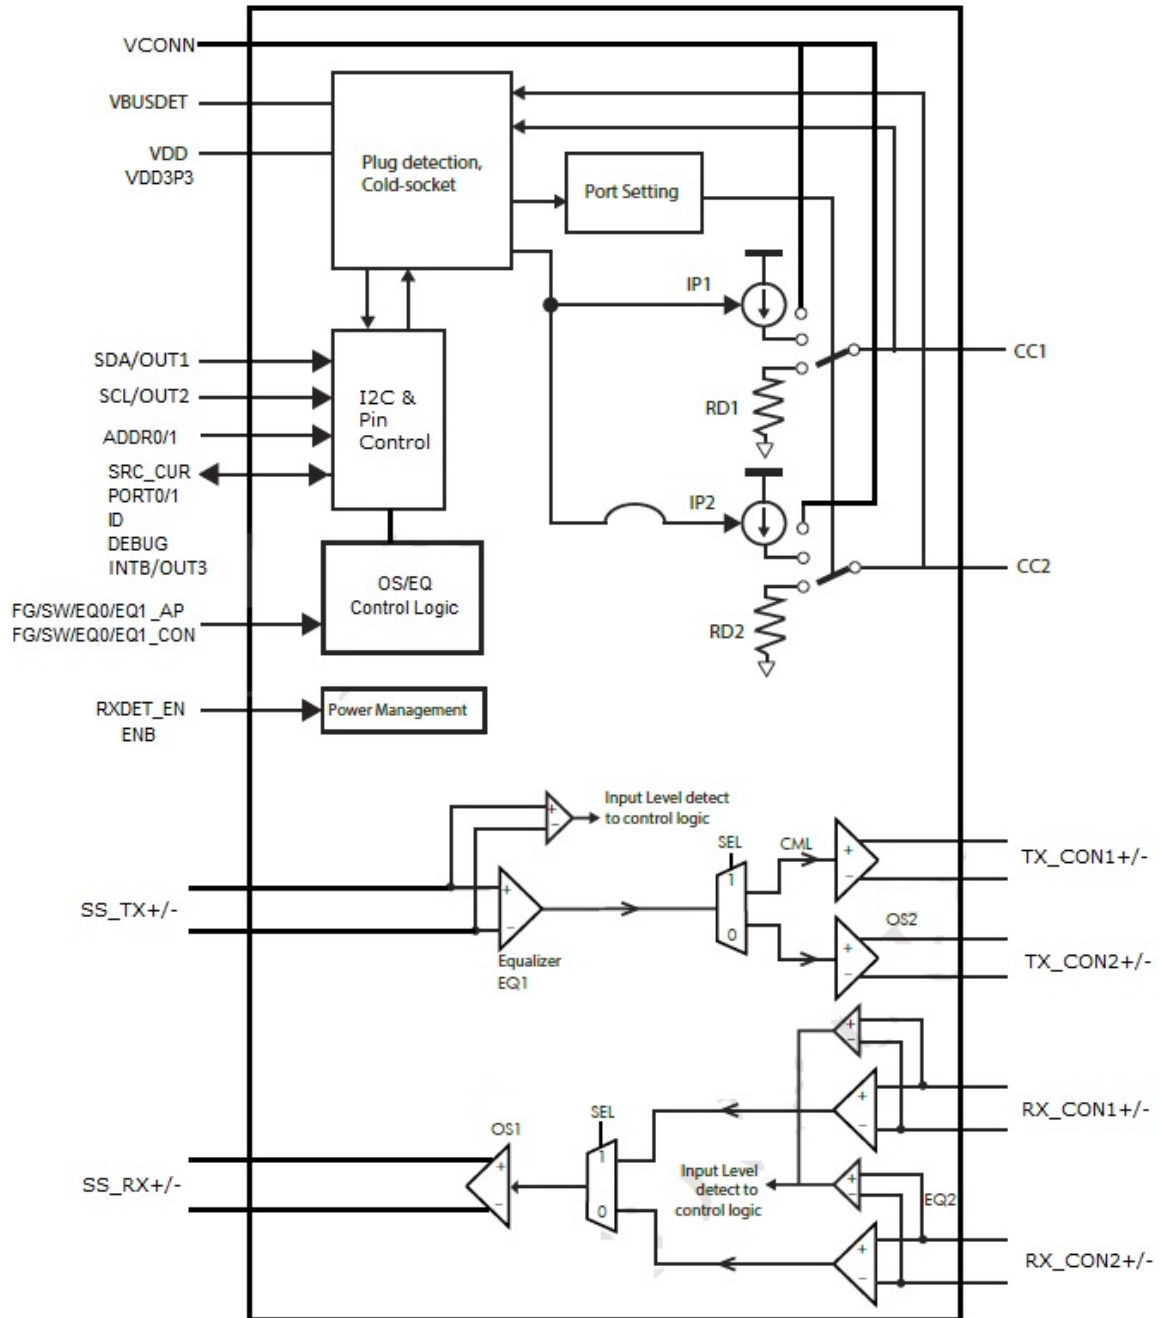 VCONN
VBUSDET
VDD
VDD3P3
Plug detection,
Cold-socket
Port Setting
IP1
CC1
RD1
SDA/OUT1
SCL/OUT2
ADDR0/1
SRC_CUR
PORT0/1
ID
DEBUG
INTB/OUT3
I2C &
Pin
Control
IP2
CC2
RD2
OS/EQ
Control Logic
FG/SW/EQ0/EQ1_AP
FG/SW/EQ0/EQ1_CON
RXDET_EN
ENB
Power Management
Input Level detect
to control logic
+
−
SEL
CML
1
0
+
−
TX_CON1+/-
SS_TX+/-
+
−
Equalizer
EQ1
OS2
+
−
TX_CON2+/-
+
−
+
−
RX_CON1+/-
SEL
OS1
1
0
+
−
SS_RX+/-
Input Level
detect to
control logic
+
−
EQ2
+
−
RX_CON2+/-